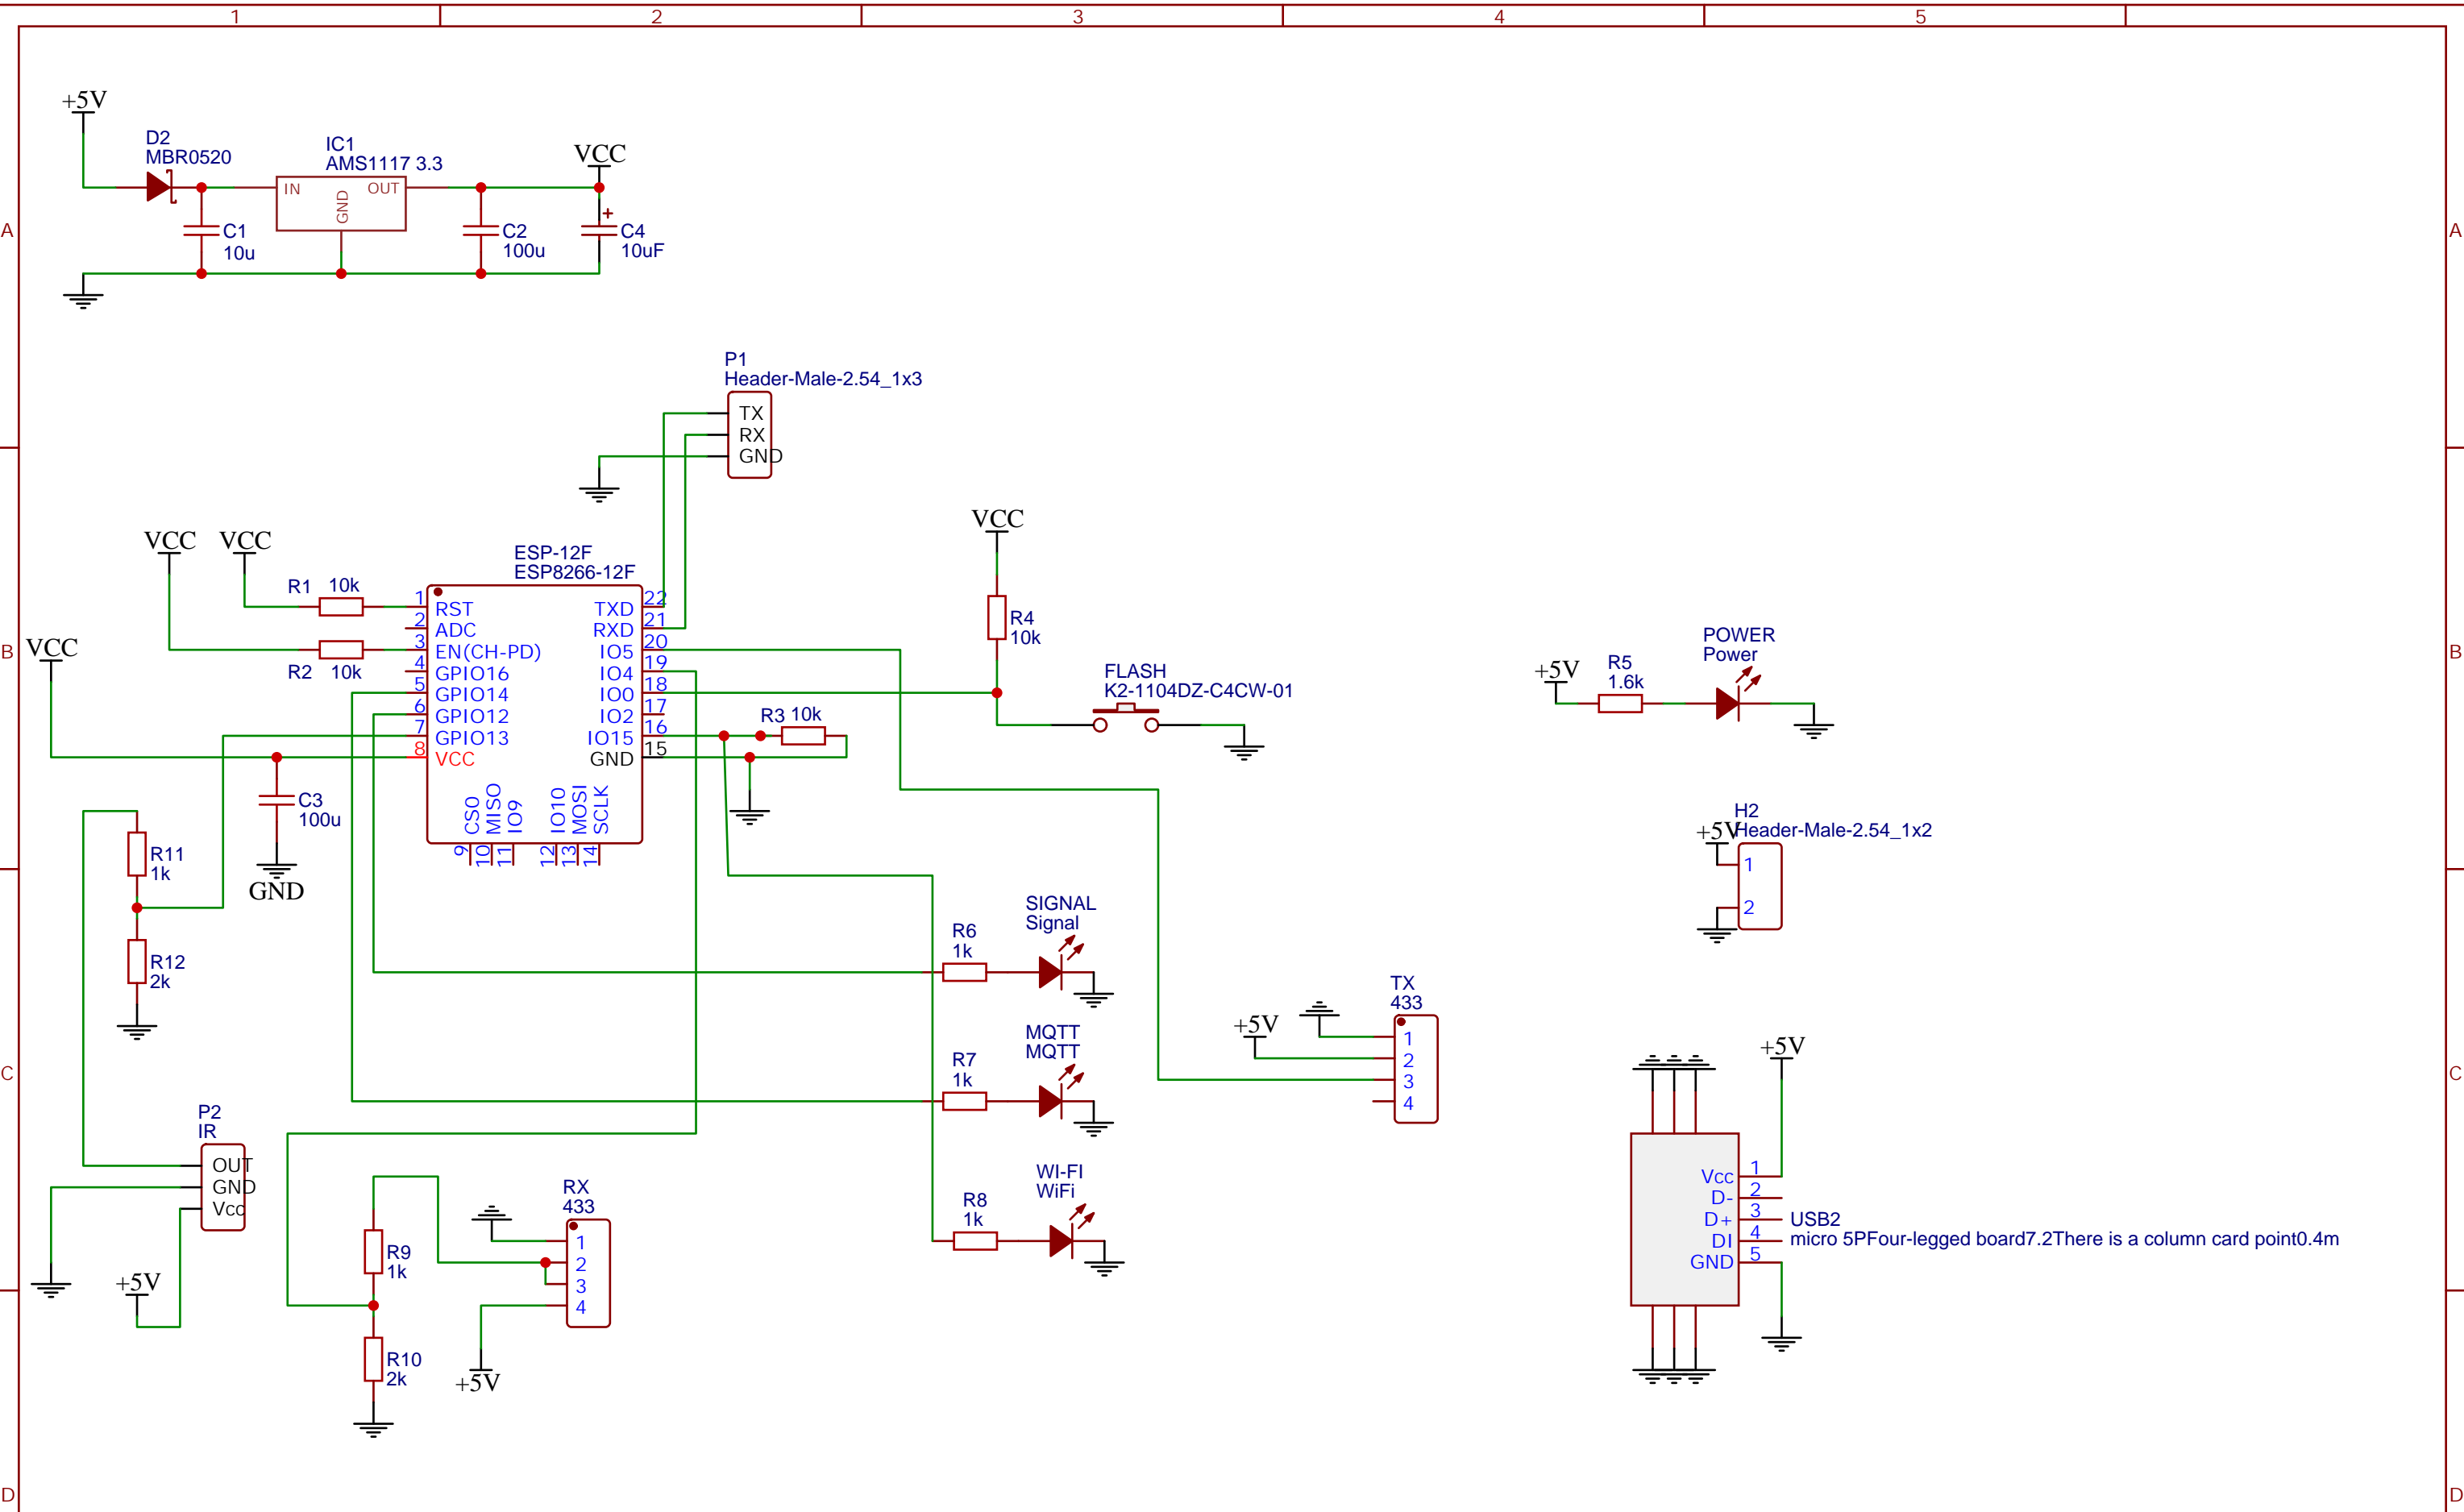 1 2 3 4 5
+5V
D2
MBR0520
IC1
AMS1117 3.3
VCC
IN
OUT
GND
+
A
C1
10u
C2
100u
C4
10uF
A
P1
Header-Male-2.54_1x3
TX
RX
GND
VCC
VCC
VCC
VCC
ESP-12F
ESP8266-12F
R1 10k
R2 10k
1 RST
2 ADC
3 EN(CH-PD)
4 GPIO16
5 GPIO14
6 GPIO12
7 GPIO13
8 VCC
TXD 22
RXD 21
IO5 20
IO4 19
IO0 18
IO2 17
IO15 16
GND 15
CS0
MISO
IO9
IO10
MOSI
SCLK
9
10
11
12
13
14
B
R3 10k
R4
10k
FLASH
K2-1104DZ-C4CW-01
+5V
R5
1.6k
POWER
Power
B
C3
100u
GND
R11
1k
R12
2k
H2
Header-Male-2.54_1x2
+5V
1
2
SIGNAL
Signal
R6
1k
MQTT
MQTT
R7
1k
WI-FI
WiFi
R8
1k
TX
433
+5V
1
2
3
4
C
P2
IR
OUT
GND
Vcc
+5V
RX
433
1
2
3
4
+5V
R9
1k
R10
2k
+5V
Vcc 1
D- 2
D+ 3
DI 4
GND 5
USB2
micro 5PFour-legged board7.2There is a column card point0.4m
C
D
D